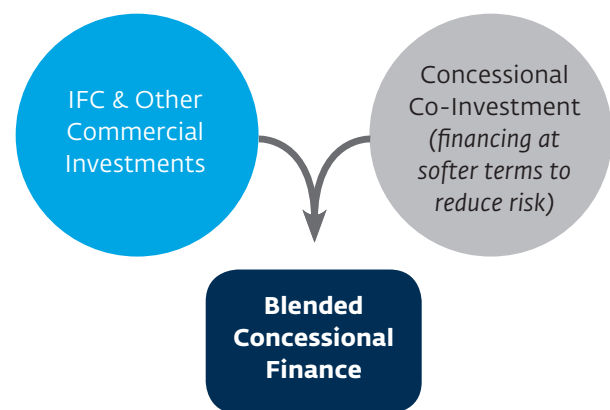 IFC & Other
Commercial
Investments
Concessional
Co-Investment
(financing at
softer terms to
reduce risk)
Blended
Concessional
Finance